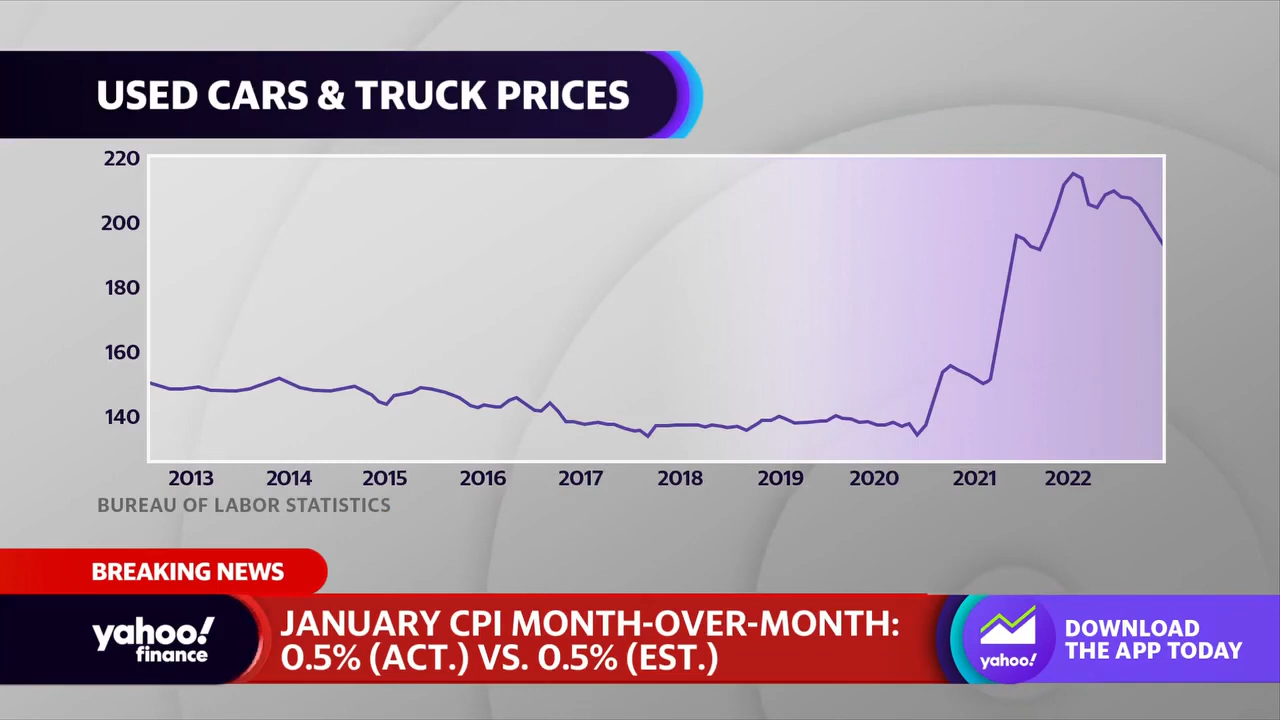 USED CARS & TRUCK PRICES
220
200
180
160
140
2013 2014 2015 2016 2017 2018 2019 2020 2021 2022
BUREAU OF LABOR STATISTICS
BREAKING NEWS
yahoo!
finance
JANUARY CPI MONTH-OVER-MONTH:
0.5% (ACT.) VS. 0.5% (EST.)
yahoo!
DOWNLOAD
THE APP TODAY